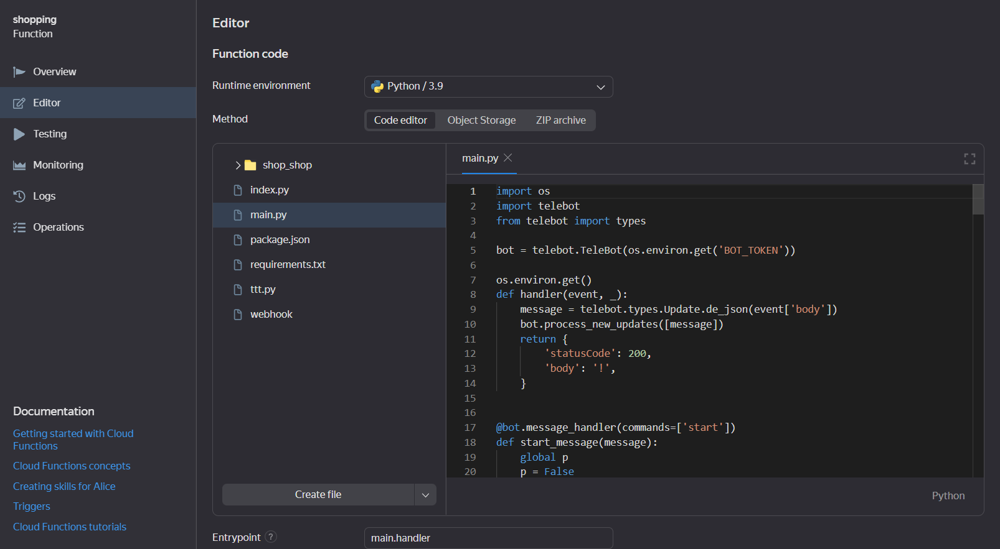 shopping
Function
Overview
Editor
Testing
Monitoring
Logs
Operations
Documentation
Getting started with Cloud
Functions
Cloud Functions concepts
Creating skills for Alice
Triggers
Cloud Functions tutorials
Editor
Function code
Runtime environment
Python / 3.9
Method
Code editor Object Storage ZIP archive
shop_shop
index.py
main.py
package.json
requirements.txt
ttt.py
webhook
Create file
main.py
1 import os
2 import telebot
3 from telebot import types
4
5 bot = telebot.TeleBot(os.environ.get('BOT_TOKEN'))
6
7 os.environ.get()
8 def handler(event, _):
9     message = telebot.types.Update.de_json(event['body'])
10     bot.process_new_updates([message])
11     return {
12         'statusCode': 200,
13         'body': '!',
14     }
15
16
17 @bot.message_handler(commands=['start'])
18 def start_message(message):
19     global p
20     p = False
Python
Entrypoint ?
main.handler